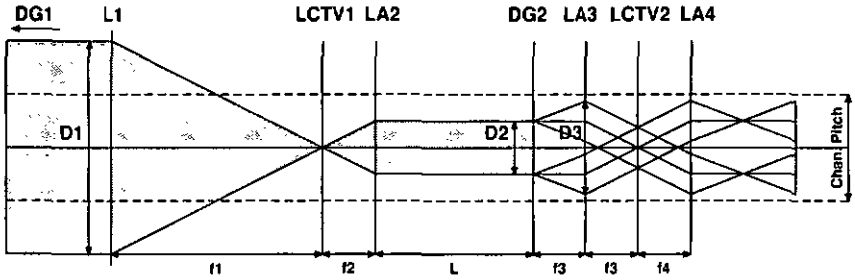 DG1 L1 LCTV1 LA2 DG2 LA3 LCTV2 LA4
D1 D2 D3 Chan. Pitch
f1 f2 L f3 f3 f4